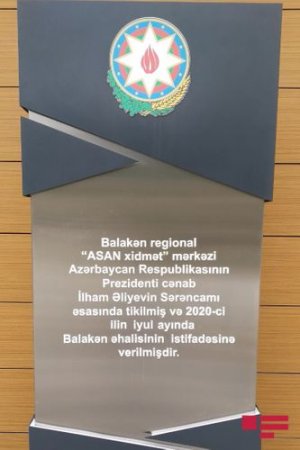 Balakən regional
“ASAN xidmət” mərkəzi
Azərbaycan Respublikasının
Prezidenti cənab
İlham Əliyevin Sərəncamı
əsasında tikilmiş və 2020-ci
ilin iyul ayında
Balakən əhalisinin istifadəsinə
verilmişdir.